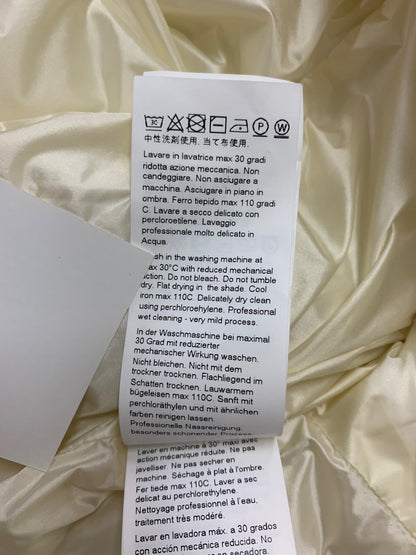 30 P W
中性洗剤使用. 当て布使用.
Lavare in lavatrice max 30 gradi
ridotta azione meccanica. Non
candeggiare. Non asciugare a
macchina. Asciugare in piano in
ombra. Ferro tiepido max 110 gradi
C. Lavare a secco delicato con
percloroetilene. Lavaggio
professionale molto delicato in
Acqua.
in the washing machine at
max 30°C with reduced mechanical
action. Do not bleach. Do not tumble
dry. Flat drying in the shade. Cool
iron max 110C. Delicately dry clean
using perchloroehylene. Professional
wet cleaning - very mild process.
In der Waschmaschine bei maximal
30 Grad mit reduzierter
mechanischer Wirkung waschen.
Nicht bleichen. Nicht mit dem
trockner trocknen. Flachliegend im
Schatten trocknen. Lauwarmem
bügeleisen max 110C. Sanft mit
perchloräthylen und mit ähnlichen
farben reinigen lassen.
Professionelle Nassreinigung,
besonders schonender Prozess
Laver en machine à 30° maxi avec
action mécanique réduite. Ne pas
javelliser. Ne pas secher en
machine. Séchage à plat à l'ombre.
Fer tiede max 110C. Laver a sec
delicat au perchlorethylene.
Nettoyage professionnel à l'eau,
traitement très modéré.
Lavar en lavadora máx. a 30 grados
con acción mecánica reducida. No